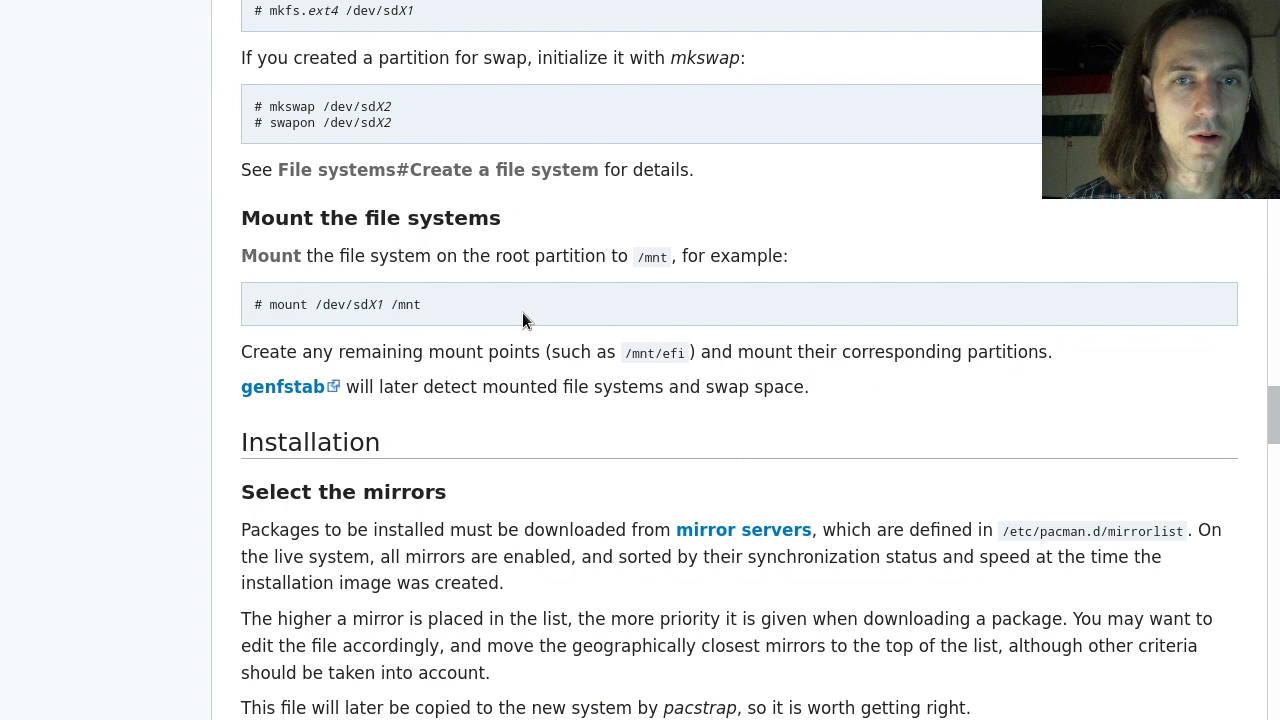 # mkfs.ext4 /dev/sdX1
If you created a partition for swap, initialize it with mkswap:
# mkswap /dev/sdX2
# swapon /dev/sdX2
See File systems#Create a file system for details.
Mount the file systems
Mount the file system on the root partition to /mnt, for example:
# mount /dev/sdX1 /mnt
Create any remaining mount points (such as /mnt/efi) and mount their corresponding partitions.
genfstab will later detect mounted file systems and swap space.
Installation
Select the mirrors
Packages to be installed must be downloaded from mirror servers, which are defined in /etc/pacman.d/mirrorlist. On
the live system, all mirrors are enabled, and sorted by their synchronization status and speed at the time the
installation image was created.
The higher a mirror is placed in the list, the more priority it is given when downloading a package. You may want to
edit the file accordingly, and move the geographically closest mirrors to the top of the list, although other criteria
should be taken into account.
This file will later be copied to the new system by pacstrap, so it is worth getting right.